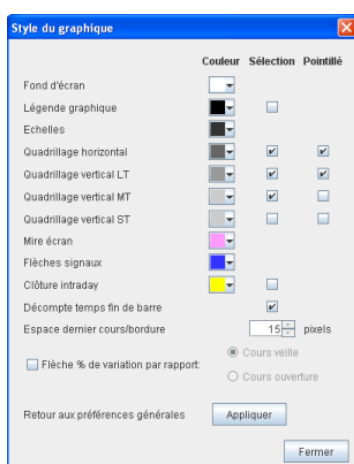 Style du graphique
Couleur Sélection Pointillé
Fond d'écran
Légende graphique
Echelles
Quadrillage horizontal
Quadrillage vertical LT
Quadrillage vertical MT
Quadrillage vertical ST
Mire écran
Flèches signaux
Clôture intraday
Décompte temps fin de barre
Espace dernier cours/bordure 15 pixels
Flèche % de variation par rapport:
Cours veille
Cours ouverture
Retour aux préférences générales Appliquer
Fermer